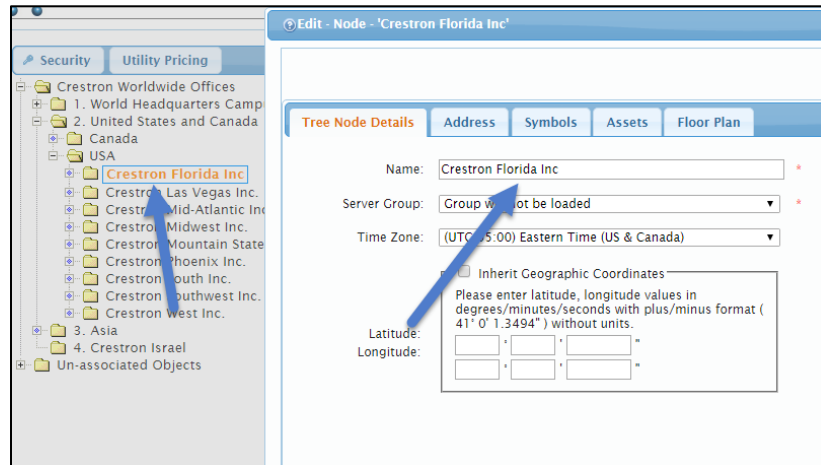 Edit - Node - 'Crestron Florida Inc'
Security Utility Pricing
Crestron Worldwide Offices
1. World Headquarters Camp
2. United States and Canada
Canada
USA
Crestron Florida Inc
Crestron Las Vegas Inc.
Crestron Mid-Atlantic Inc
Crestron Midwest Inc.
Crestron Mountain State
Crestron Phoenix Inc.
Crestron South Inc.
Crestron Southwest Inc.
Crestron West Inc.
3. Asia
4. Crestron Israel
Un-associated Objects
Tree Node Details Address Symbols Assets Floor Plan
Name: Crestron Florida Inc *
Server Group: Group will not be loaded *
Time Zone: (UTC-05:00) Eastern Time (US & Canada)
Inherit Geographic Coordinates
Please enter latitude, longitude values in
degrees/minutes/seconds with plus/minus format (
41° 0' 1.3494" ) without units.
Latitude: ° ' "
Longitude: ° ' "